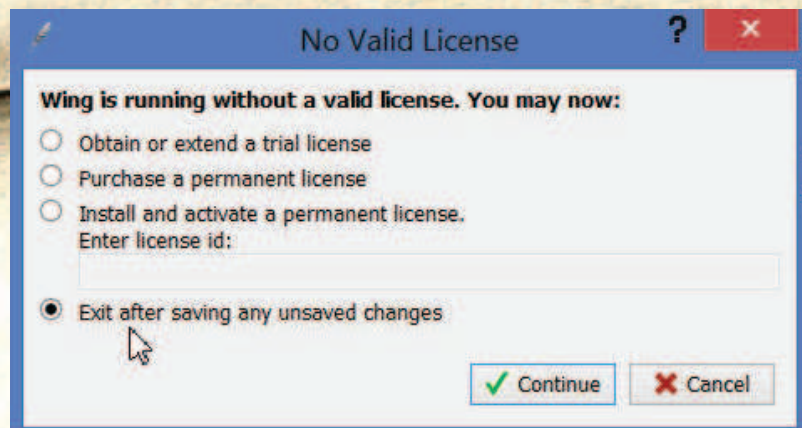 No Valid License
?
Wing is running without a valid license. You may now:
Obtain or extend a trial license
Purchase a permanent license
Install and activate a permanent license.
Enter license id:
Exit after saving any unsaved changes
Continue
Cancel